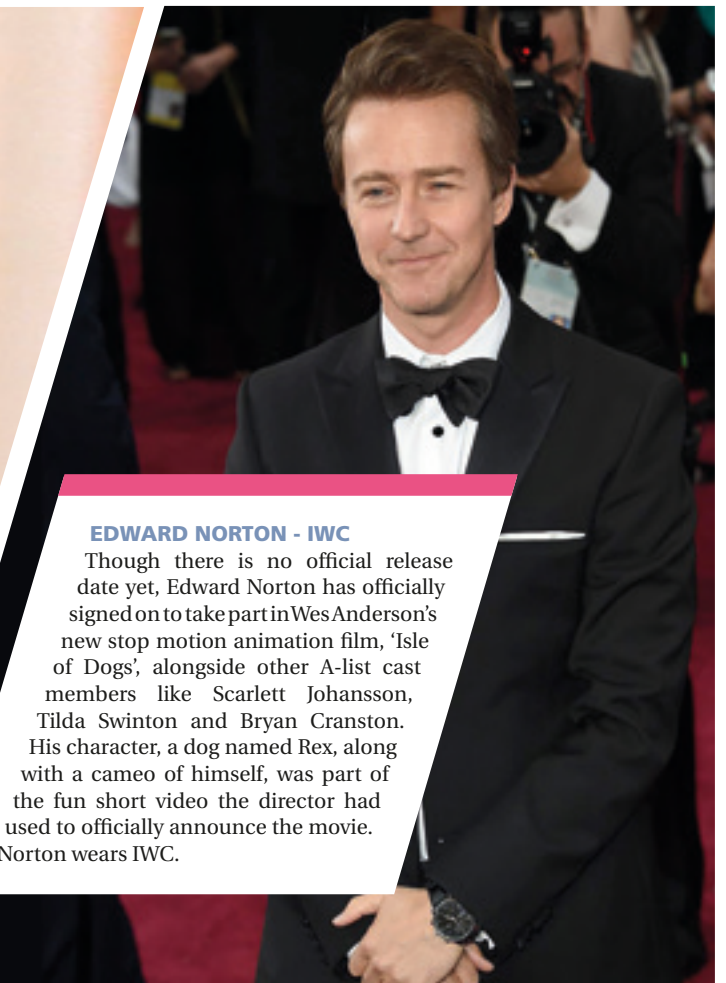 EDWARD NORTON - IWC
Though there is no official release
date yet, Edward Norton has officially
signed on to take part in Wes Anderson's
new stop motion animation film, 'Isle
of Dogs', alongside other A-list cast
members like Scarlett Johansson,
Tilda Swinton and Bryan Cranston.
His character, a dog named Rex, along
with a cameo of himself, was part of
the fun short video the director had
used to officially announce the movie.
Norton wears IWC.